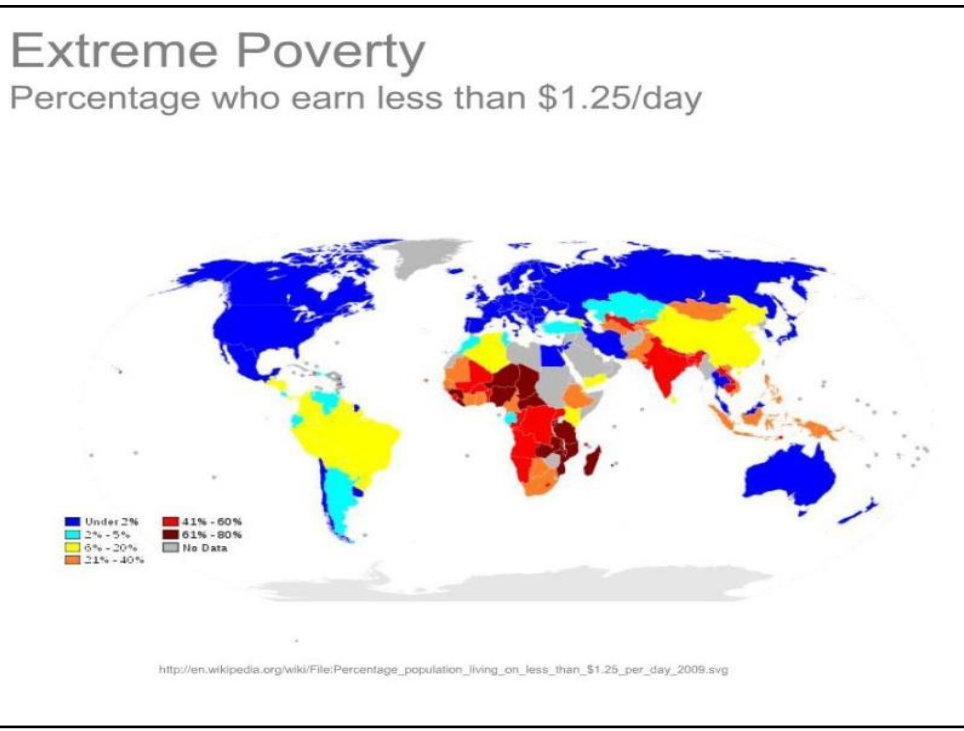 Extreme Poverty
Percentage who earn less than $1.25/day
Under 2%
2% - 5%
6% - 20%
21% - 40%
41% - 60%
61% - 80%
No Data
http://en.wikipedia.org/wiki/File:Percentage_population_living_on_less_than_$1.25_per_day_2009.svg